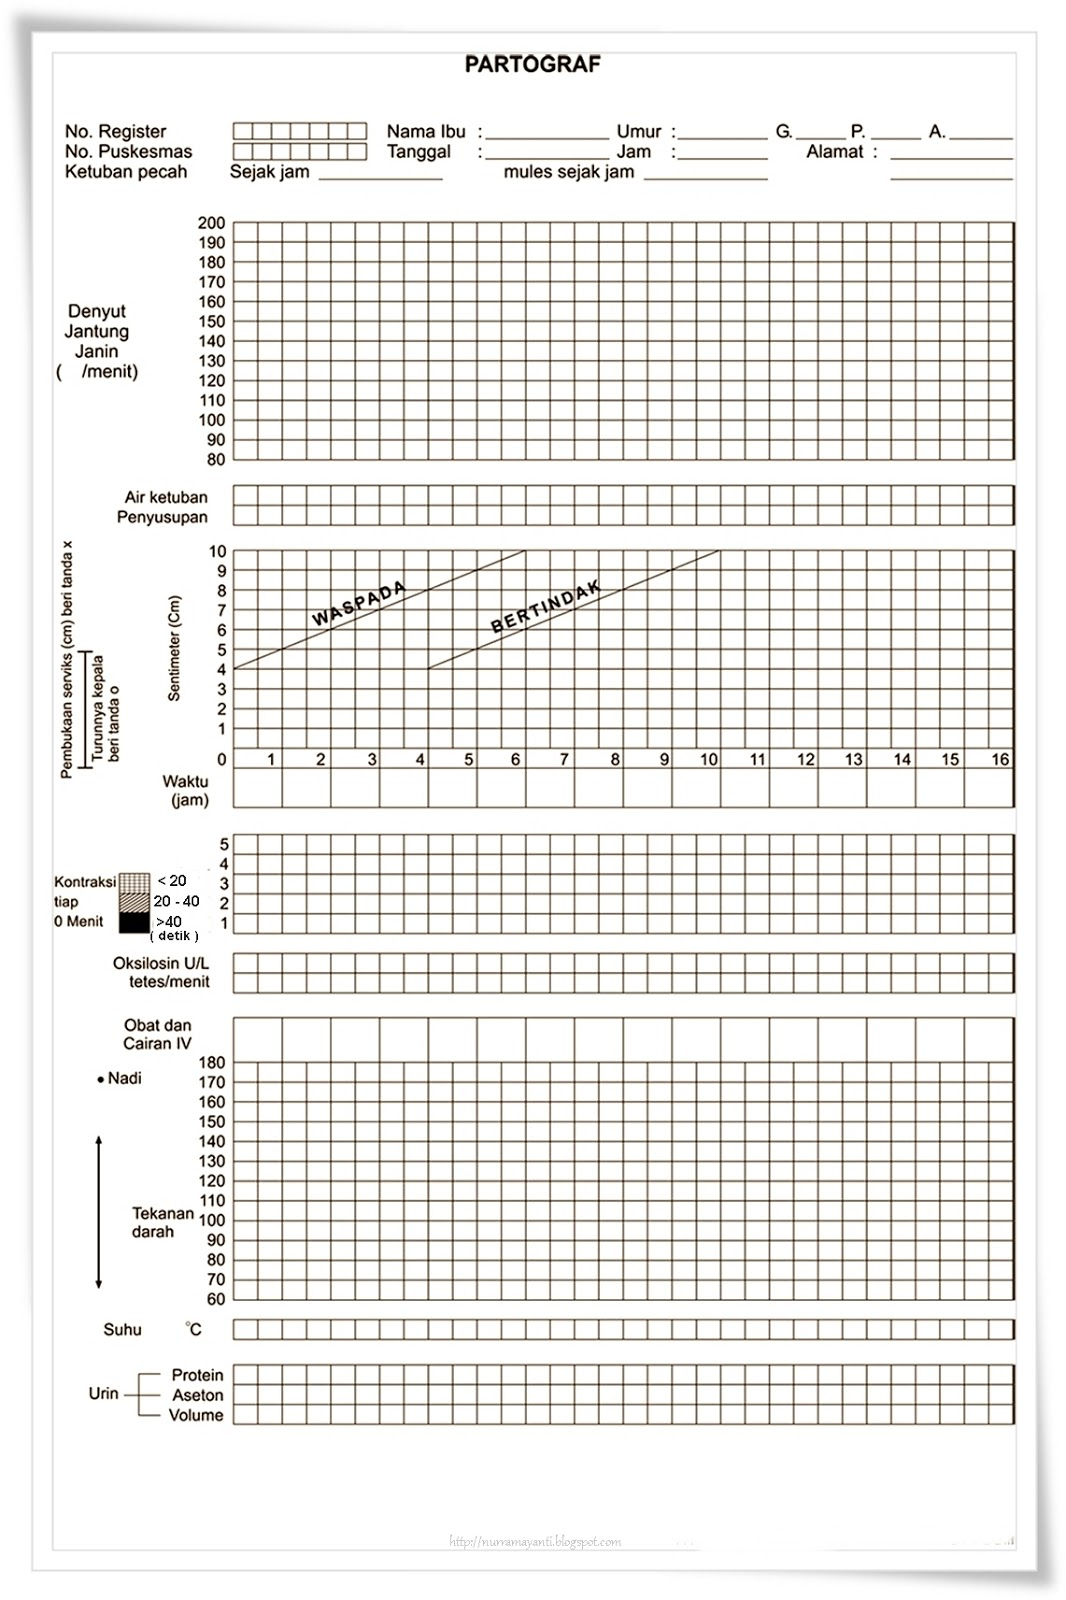 PARTOGRAF
No. Register Nama Ibu : Umur : G. P. A.
No. Puskesmas Tanggal : Jam : Alamat :
Ketuban pecah Sejak jam mules sejak jam
200
190
180
170
160
150
140
130
120
110
100
90
80
Denyut
Jantung
Janin
( /menit)
Air ketuban
Penyusupan
Pembukaan serviks (cm) beri tanda x
Turunnya kepala
beri tanda o
Sentimeter (Cm)
10
9
8
7
6
5
4
3
2
1
0
WASPADA
BERTINDAK
1 2 3 4 5 6 7 8 9 10 11 12 13 14 15 16
Waktu
(jam)
5
4
3
2
1
Kontraksi < 20
tiap 20 - 40
0 Menit >40
( detik )
Oksilosin U/L
tetes/menit
Obat dan
Cairan IV
• Nadi
180
170
160
150
140
130
120
110
100
90
80
70
60
Tekanan
darah
Suhu °C
Urin
Protein
Aseton
Volume
http://nurramayanti.blogspot.com